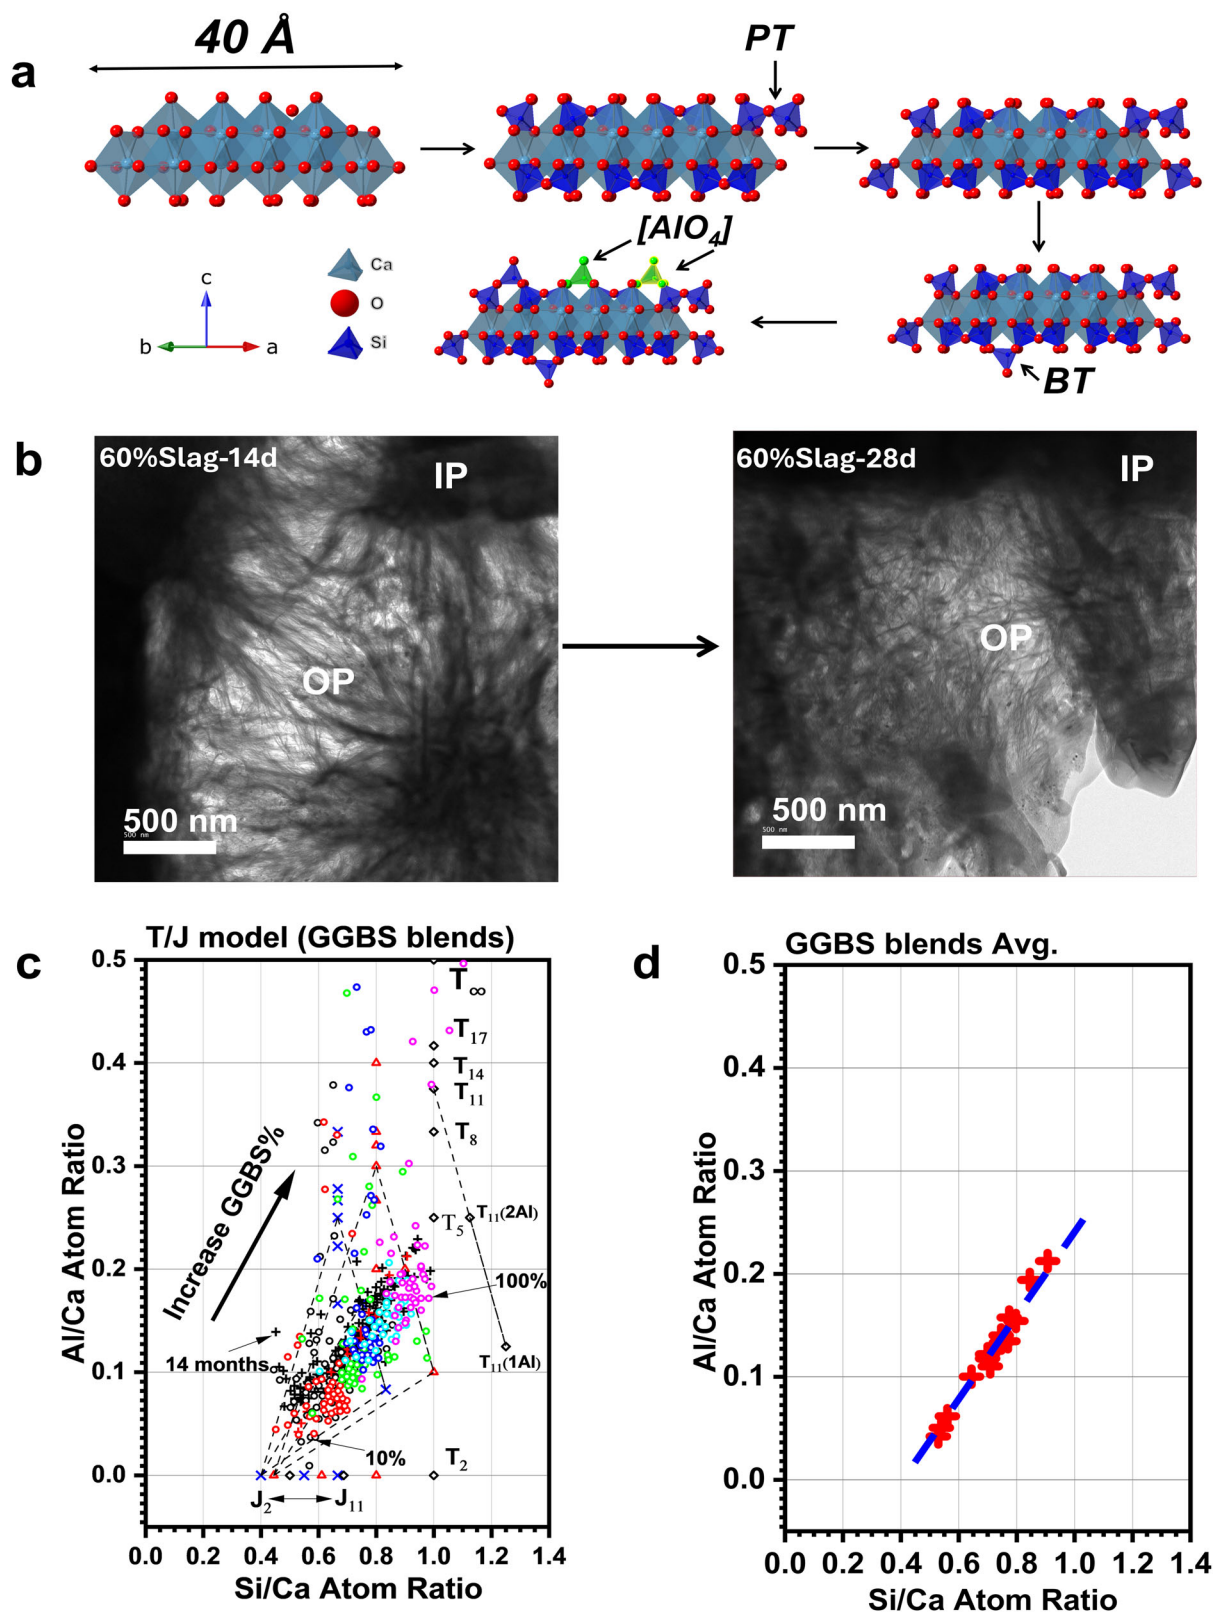 a
40 Å
PT
[AlO₄]
Ca
O
Si
c
b
a
BT
b
60%Slag-14d
IP
OP
500 nm
500 nm
60%Slag-28d
IP
OP
500 nm
500 nm
c
T/J model (GGBS blends)
Al/Ca Atom Ratio
0.5
0.4
0.3
0.2
0.1
0.0
Increase GGBS%
14 months
10%
100%
T∞
T₁₇
T₁₄
T₁₁
T₈
T₅
T₁₁(2Al)
T₁₁(1Al)
T₂
J₂
J₁₁
0.0 0.2 0.4 0.6 0.8 1.0 1.2 1.4
Si/Ca Atom Ratio
d
GGBS blends Avg.
Al/Ca Atom Ratio
0.5
0.4
0.3
0.2
0.1
0.0
0.0 0.2 0.4 0.6 0.8 1.0 1.2 1.4
Si/Ca Atom Ratio